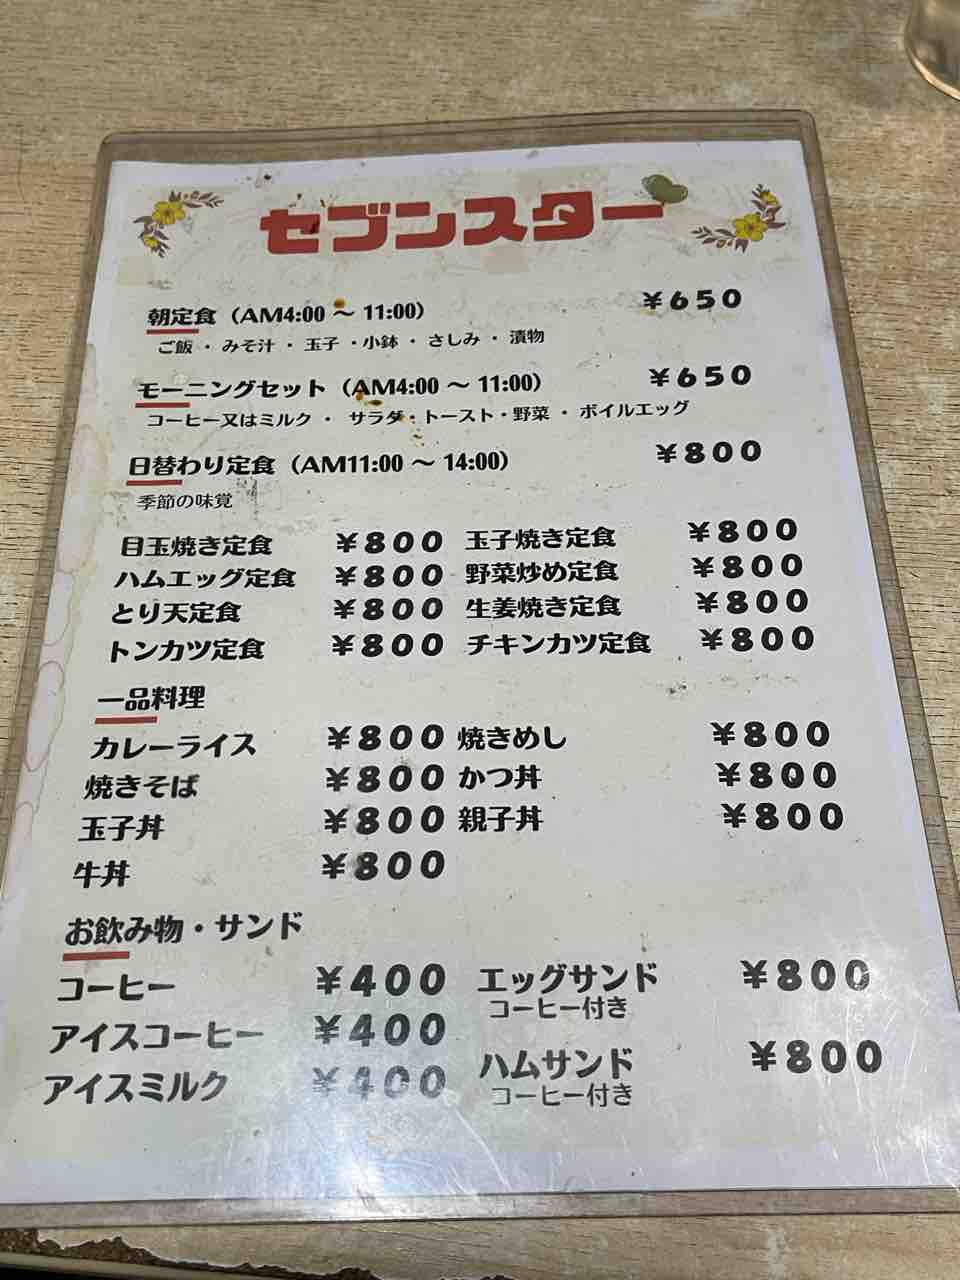 セブンスター
朝定食（AM4:00 ～ 11:00） ￥650
ご飯 ・ みそ汁 ・ 玉子 ・小鉢 ・ さしみ ・ 漬物
モーニングセット（AM4:00 ～ 11:00） ￥650
コーヒー又はミルク ・ サラダ・トースト・野菜 ・ ボイルエッグ
日替わり定食（AM11:00 ～ 14:00） ￥800
季節の味覚
目玉焼き定食 ￥800 玉子焼き定食 ￥800
ハムエッグ定食 ￥800 野菜炒め定食 ￥800
とり天定食 ￥800 生姜焼き定食 ￥800
トンカツ定食 ￥800 チキンカツ定食 ￥800
一品料理
カレーライス ￥800 焼きめし ￥800
焼きそば ￥800 かつ丼 ￥800
玉子丼 ￥800 親子丼 ￥800
牛丼 ￥800
お飲み物・サンド
コーヒー ￥400 エッグサンド ￥800
コーヒー付き
アイスコーヒー ￥400 ハムサンド ￥800
アイスミルク ￥400 コーヒー付き